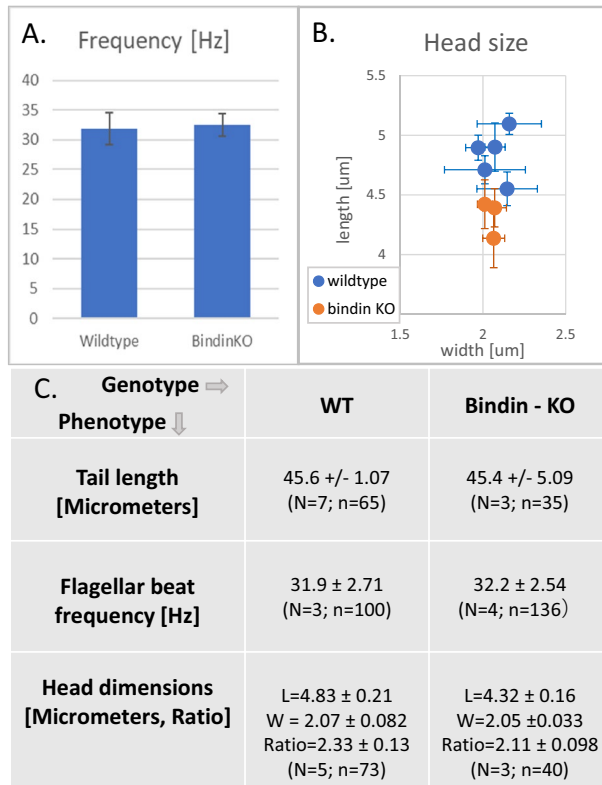 A.
Frequency [Hz]
40
35
30
25
20
15
10
5
0
Wildtype
BindinKO
B.
Head size
5.5
5
4.5
4
length [um]
wildtype
bindin KO
1.5
2
2.5
width [um]
C.
Genotype
Phenotype
WT
Bindin - KO
Tail length
[Micrometers]
45.6 +/- 1.07
(N=7; n=65)
45.4 +/- 5.09
(N=3; n=35)
Flagellar beat
frequency [Hz]
31.9 ± 2.71
(N=3; n=100)
32.2 ± 2.54
(N=4; n=136）
Head dimensions
[Micrometers, Ratio]
L=4.83 ± 0.21
W = 2.07 ± 0.082
Ratio=2.33 ± 0.13
(N=5; n=73)
L=4.32 ± 0.16
W=2.05 ±0.033
Ratio=2.11 ± 0.098
(N=3; n=40)